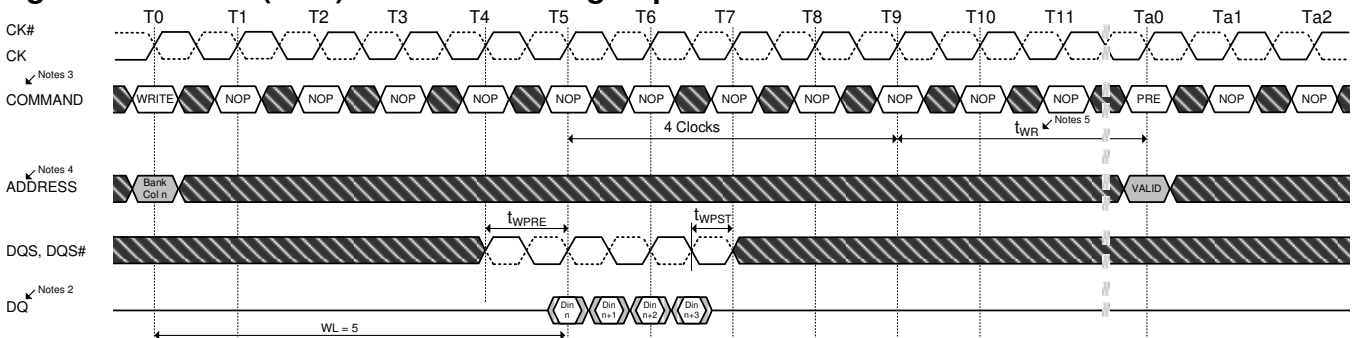 T0 T1 T2 T3 T4 T5 T6 T7 T8 T9 T10 T11 Ta0 Ta1 Ta2
CK#
CK
Notes 3
COMMAND WRITE NOP NOP NOP NOP NOP NOP NOP NOP NOP NOP NOP PRE NOP NOP
4 Clocks tWR Notes 5
Notes 4
ADDRESS Bank Col n VALID
tWPRE tWPST
DQS, DQS#
Notes 2
DQ Din n Din n+1 Din n+2 Din n+3
WL = 5